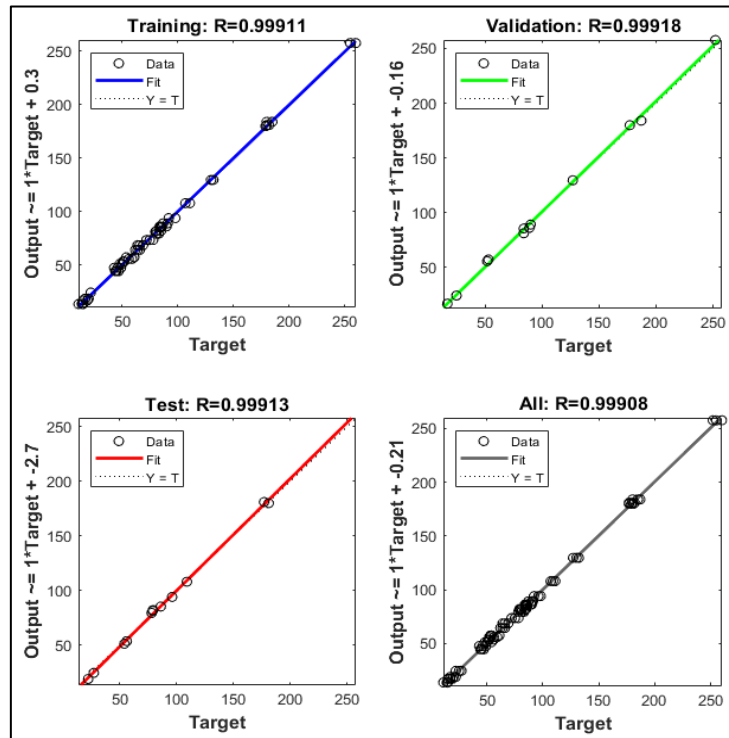 Training: R=0.99911
Output ~= 1*Target + 0.3
250
200
150
100
50
Data
Fit
Y = T
50 100 150 200 250
Target
Validation: R=0.99918
Output ~= 1*Target + -0.16
250
200
150
100
50
Data
Fit
Y = T
50 100 150 200 250
Target
Test: R=0.99913
Output ~= 1*Target + -2.7
250
200
150
100
50
Data
Fit
Y = T
50 100 150 200 250
Target
All: R=0.99908
Output ~= 1*Target + -0.21
250
200
150
100
50
Data
Fit
Y = T
50 100 150 200 250
Target